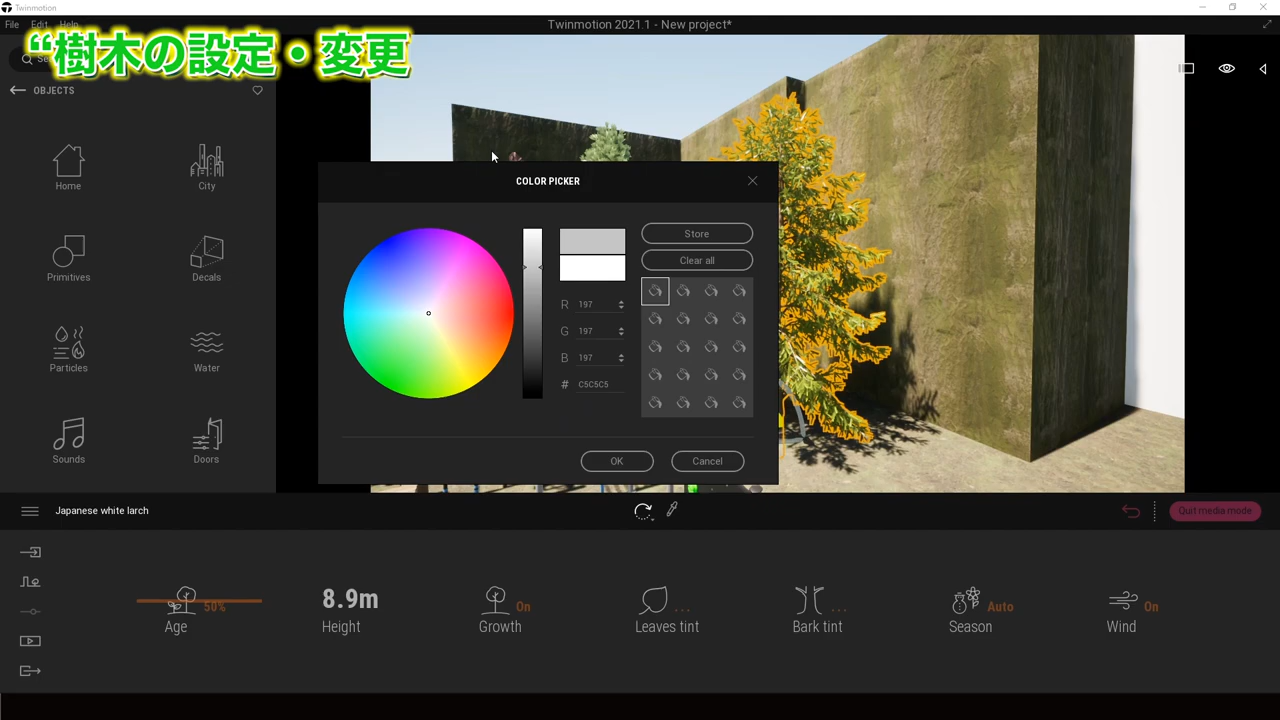 Twinmotion
File Edit Help
Twinmotion 2021.1 - New project*
“樹木の設定・変更
OBJECTS
Home
City
Primitives
Decals
Particles
Water
Sounds
Doors
COLOR PICKER
Store
Clear all
R 197
G 197
B 197
# C5C5C5
OK
Cancel
Japanese white larch
Quit media mode
50%
Age
8.9m
Height
On
Growth
...
Leaves tint
...
Bark tint
Auto
Season
On
Wind